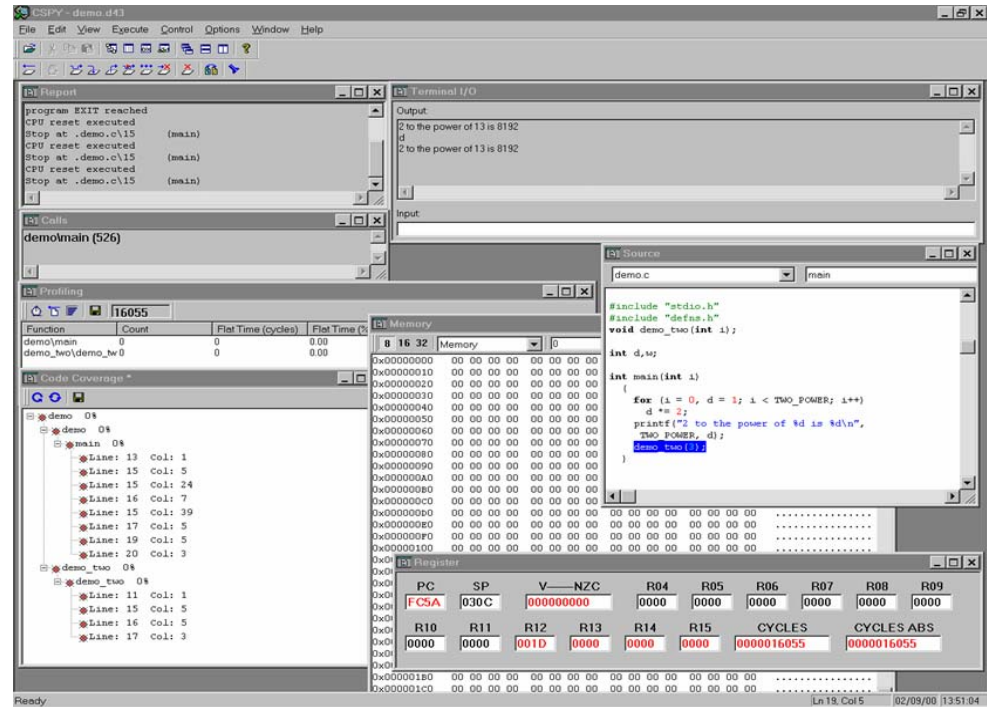 CSPY - demo.d43
File Edit View Execute Control Options Window Help
Report
program EXIT reached
CPU reset executed
Stop at .demo.c\15 (main)
CPU reset executed
Stop at .demo.c\15 (main)
CPU reset executed
Stop at .demo.c\15 (main)
Terminal I/O
Output:
2 to the power of 13 is 8192
d
2 to the power of 13 is 8192
Input:
Calls
demo\main (526)
Profiling
16055
Function Count Flat Time (cycles) Flat Time (%
demo\main 0 0 0.00
demo_two\demo_tw 0 0 0.00
Code Coverage *
demo 0%
demo 0%
main 0%
Line: 13 Col: 1
Line: 15 Col: 5
Line: 15 Col: 24
Line: 16 Col: 7
Line: 15 Col: 39
Line: 17 Col: 5
Line: 19 Col: 5
Line: 20 Col: 3
demo_two 0%
demo_two 0%
Line: 11 Col: 1
Line: 15 Col: 5
Line: 16 Col: 5
Line: 17 Col: 3
Memory
8 16 32 Memory 0
0x00000000 00 00 00 00 00 00 00 00
0x00000010 00 00 00 00 00 00 00 00
0x00000020 00 00 00 00 00 00 00 00
0x00000030 00 00 00 00 00 00 00 00
0x00000040 00 00 00 00 00 00 00 00
0x00000050 00 00 00 00 00 00 00 00
0x00000060 00 00 00 00 00 00 00 00
0x00000070 00 00 00 00 00 00 00 00
0x00000080 00 00 00 00 00 00 00 00
0x00000090 00 00 00 00 00 00 00 00
0x000000A0 00 00 00 00 00 00 00 00
0x000000B0 00 00 00 00 00 00 00 00
0x000000C0 00 00 00 00 00 00 00 00
0x000000D0 00 00 00 00 00 00 00 00 00 00 00 00 00 00 00 00 ................
0x000000E0 00 00 00 00 00 00 00 00 00 00 00 00 00 00 00 00 ................
0x000000F0 00 00 00 00 00 00 00 00 00 00 00 00 00 00 00 00 ................
0x00000100 00 00 00 00 00 00 00 00 00 00 00 00 00 00 00 00 ................
0x000001B0 00 00 00 00 00 00 00 00 00 00 00 00 00 00 00 00 ................
0x000001C0 00 00 00 00 00 00 00 00 00 00 00 00 00 00 00 00 ................
Source
demo.c main
#include "stdio.h"
#include "defns.h"
void demo_two(int i);
int d,w;
int main(int i)
{
for (i = 0, d = 1; i < TWO_POWER; i++)
d *= 2;
printf("2 to the power of %d is %d\n",
TWO_POWER, d);
demo_two(3);
}
Register
PC SP V----NZC R04 R05 R06 R07 R08 R09
FC5A 030C 000000000 0000 0000 0000 0000 0000 0000
R10 R11 R12 R13 R14 R15 CYCLES CYCLES ABS
0000 0000 001D 0000 0000 0000 0000016055 0000016055
Ready Ln 19, Col 5 02/09/00 13:51:04